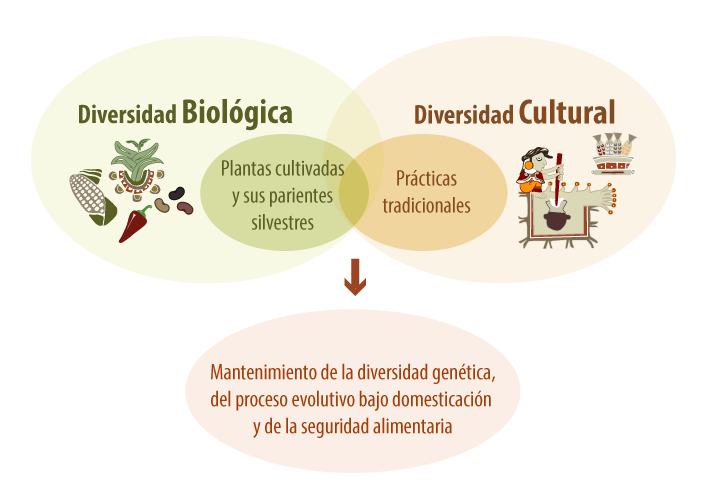 Diversidad Biológica
Diversidad Cultural
Plantas cultivadas
y sus parientes
silvestres
Prácticas
tradicionales
Mantenimiento de la diversidad genética,
del proceso evolutivo bajo domesticación
y de la seguridad alimentaria